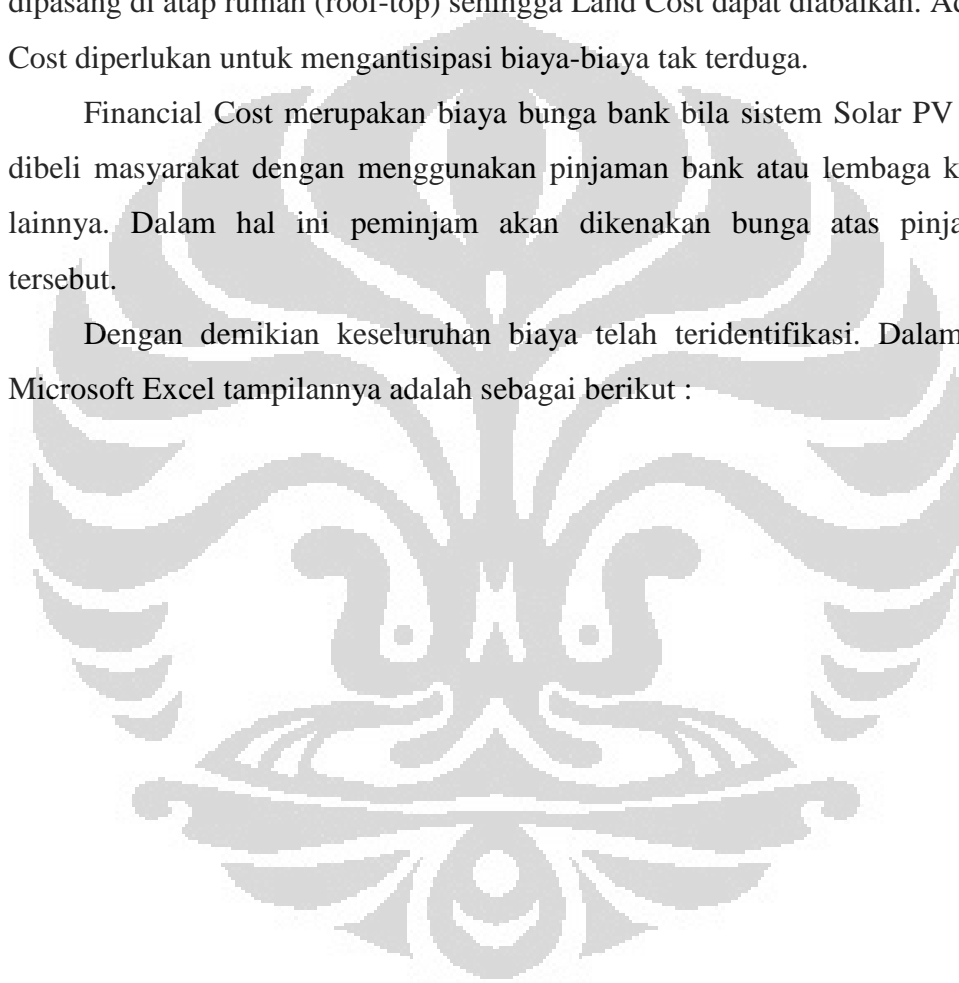 dipasang di atap rumah (roof-top) sehingga Land Cost dapat diabaikan.
Cost diperlukan untuk mengantisipasi biaya-biaya tak terduga.
Financial Cost merupakan biaya bunga bank bila sistem Solar PV
dibeli masyarakat dengan menggunakan pinjaman bank atau lembaga
lainnya. Dalam hal ini peminjam akan dikenakan bunga atas
tersebut.
Dengan demikian keseluruhan biaya telah teridentifikasi. Dalam
Microsoft Excel tampilannya adalah sebagai berikut :